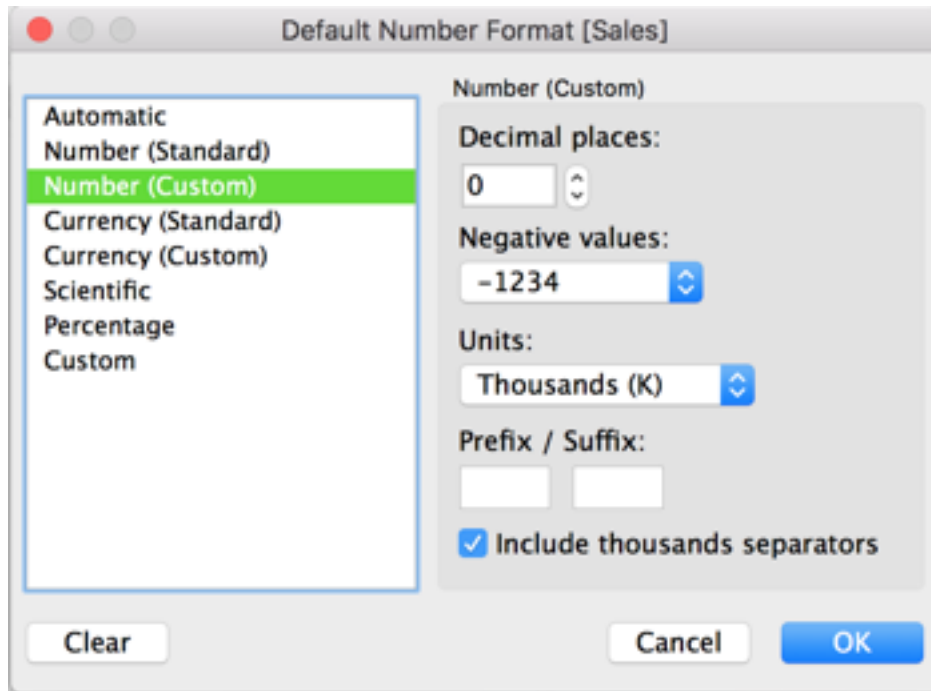 Default Number Format [Sales]
Automatic
Number (Standard)
Number (Custom)
Currency (Standard)
Currency (Custom)
Scientific
Percentage
Custom
Number (Custom)
Decimal places:
0
Negative values:
-1234
Units:
Thousands (K)
Prefix / Suffix:
Include thousands separators
Clear
Cancel
OK